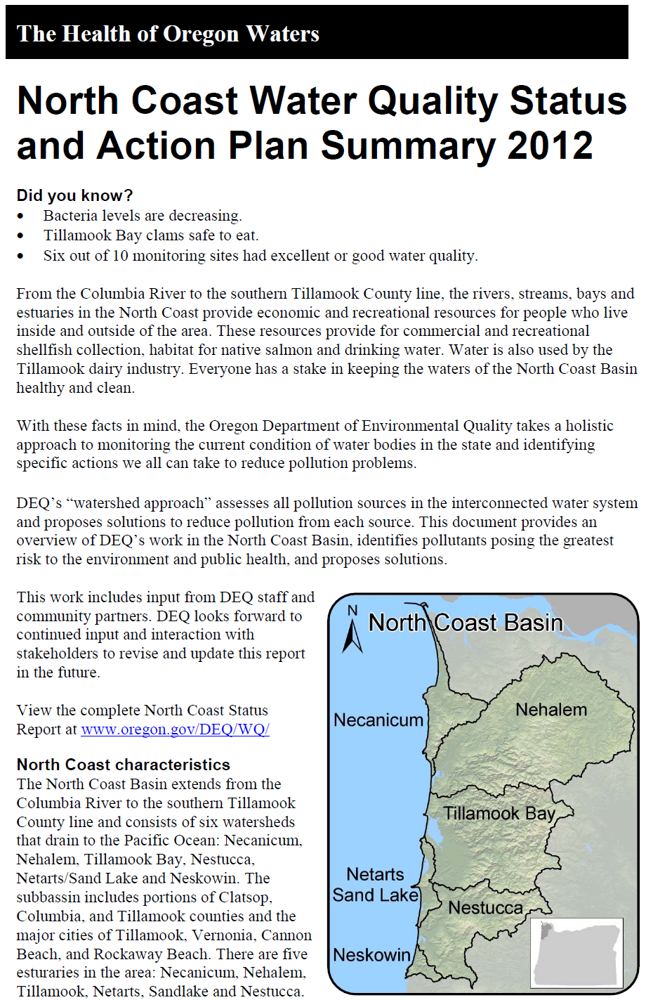 The Health of Oregon Waters
North Coast Water Quality Status
and Action Plan Summary 2012
Did you know?
• Bacteria levels are decreasing.
• Tillamook Bay clams safe to eat.
• Six out of 10 monitoring sites had excellent or good water quality.
From the Columbia River to the southern Tillamook County line, the rivers, streams, bays and
estuaries in the North Coast provide economic and recreational resources for people who live
inside and outside of the area. These resources provide for commercial and recreational
shellfish collection, habitat for native salmon and drinking water. Water is also used by the
Tillamook dairy industry. Everyone has a stake in keeping the waters of the North Coast Basin
healthy and clean.
With these facts in mind, the Oregon Department of Environmental Quality takes a holistic
approach to monitoring the current condition of water bodies in the state and identifying
specific actions we all can take to reduce pollution problems.
DEQ’s “watershed approach” assesses all pollution sources in the interconnected water system
and proposes solutions to reduce pollution from each source. This document provides an
overview of DEQ’s work in the North Coast Basin, identifies pollutants posing the greatest
risk to the environment and public health, and proposes solutions.
This work includes input from DEQ staff and
community partners. DEQ looks forward to
continued input and interaction with
stakeholders to revise and update this report
in the future.
View the complete North Coast Status
Report at www.oregon.gov/DEQ/WQ/
North Coast characteristics
The North Coast Basin extends from the
Columbia River to the southern Tillamook
County line and consists of six watersheds
that drain to the Pacific Ocean: Necanicum,
Nehalem, Tillamook Bay, Nestucca,
Netarts/Sand Lake and Neskowin. The
subbassin includes portions of Clatsop,
Columbia, and Tillamook counties and the
major cities of Tillamook, Vernonia, Cannon
Beach, and Rockaway Beach. There are five
esturaries in the area: Necanicum, Nehalem,
Tillamook, Netarts, Sandlake and Nestucca.
N
North Coast Basin
Nehalem
Necanicum
Tillamook Bay
Netarts
Sand Lake
Nestucca
Neskowin